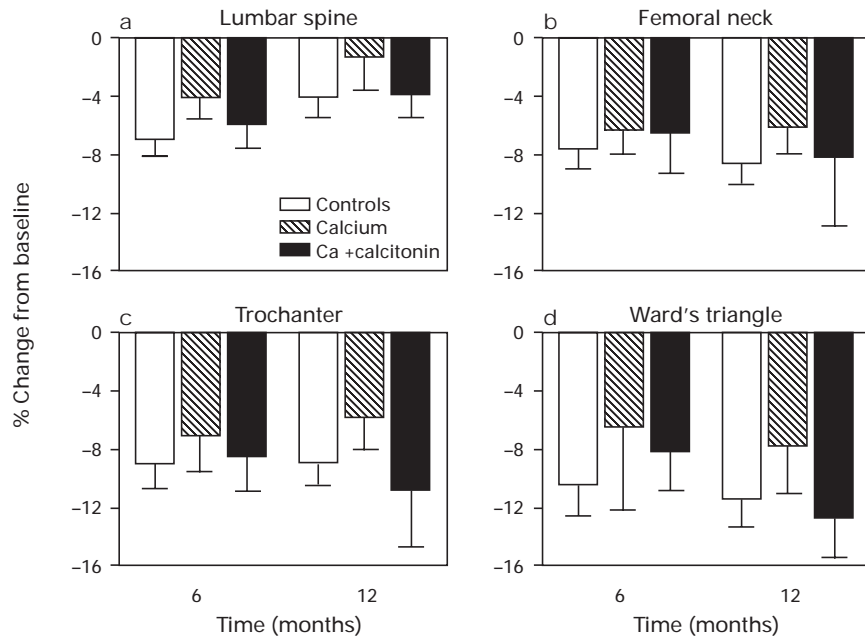 a Lumbar spine
0
−4
−8
−12
−16
Controls
Calcium
Ca +calcitonin
b Femoral neck
0
−4
−8
−12
−16
% Change from baseline
c Trochanter
0
−4
−8
−12
−16
6 12
Time (months)
d Ward's triangle
0
−4
−8
−12
−16
6 12
Time (months)